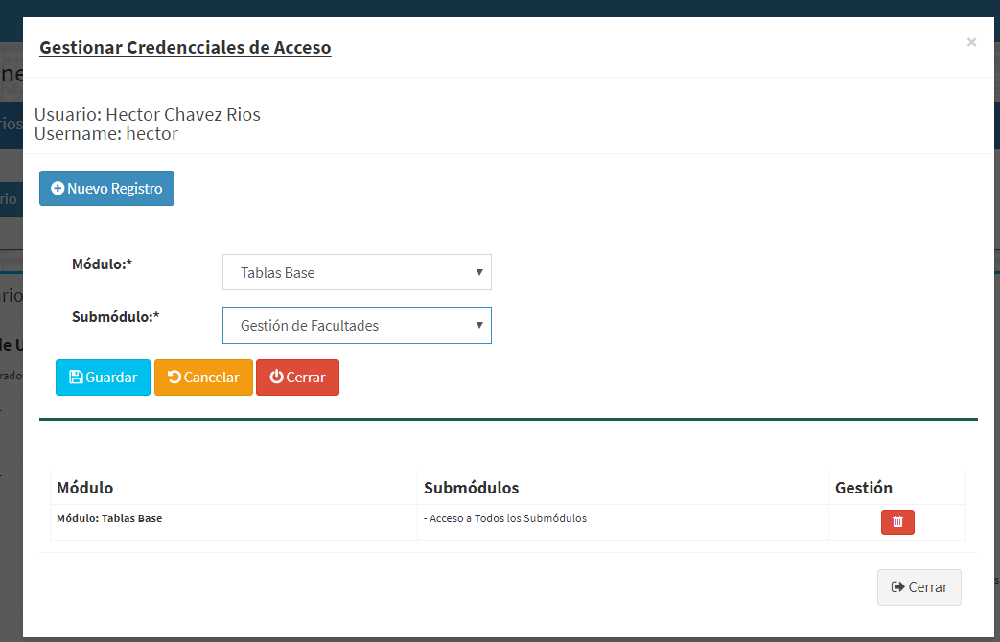 Gestionar Credencciales de Acceso
×
Usuario: Hector Chavez Rios
Username: hector
Nuevo Registro
Módulo:*
Tablas Base
Submódulo:*
Gestión de Facultades
Guardar Cancelar Cerrar
Módulo Submódulos Gestión
Módulo: Tablas Base - Acceso a Todos los Submódulos
Cerrar